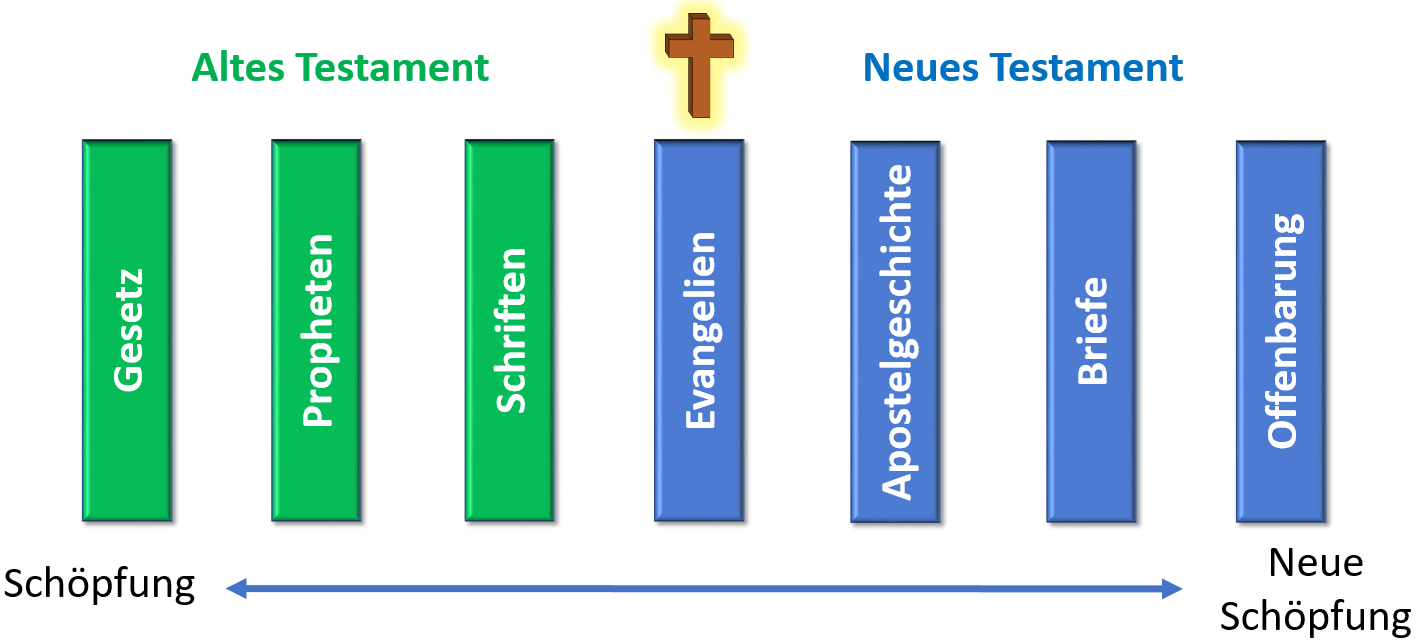 Altes Testament
Neues Testament
Gesetz
Propheten
Schriften
Evangelien
Apostelgeschichte
Briefe
Offenbarung
Schöpfung
Neue
Schöpfung